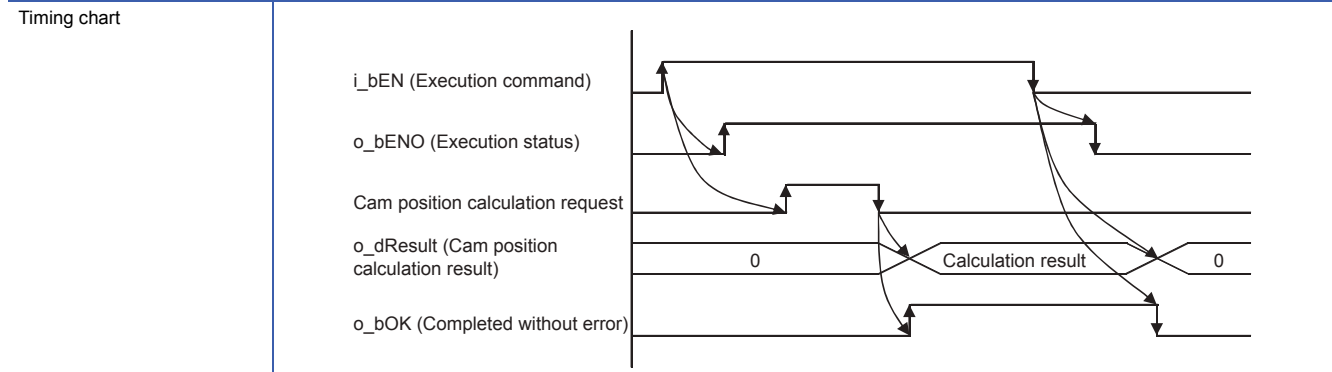 Timing chart
i_bEN (Execution command)
o_bENO (Execution status)
Cam position calculation request
o_dResult (Cam position
calculation result)
0
Calculation result
0
o_bOK (Completed without error)